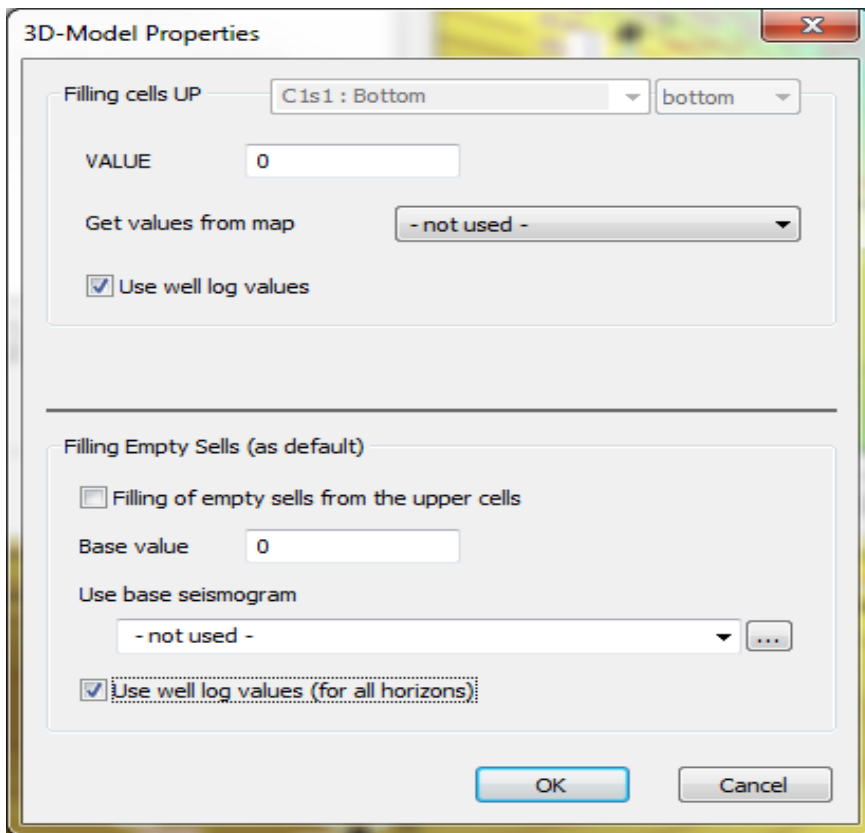 3D-Model Properties
Filling cells UP C1s1 : Bottom bottom
VALUE 0
Get values from map - not used -
Use well log values
Filling Empty Sells (as default)
Filling of empty sells from the upper cells
Base value 0
Use base seismogram
- not used - ...
Use well log values (for all horizons)
OK Cancel